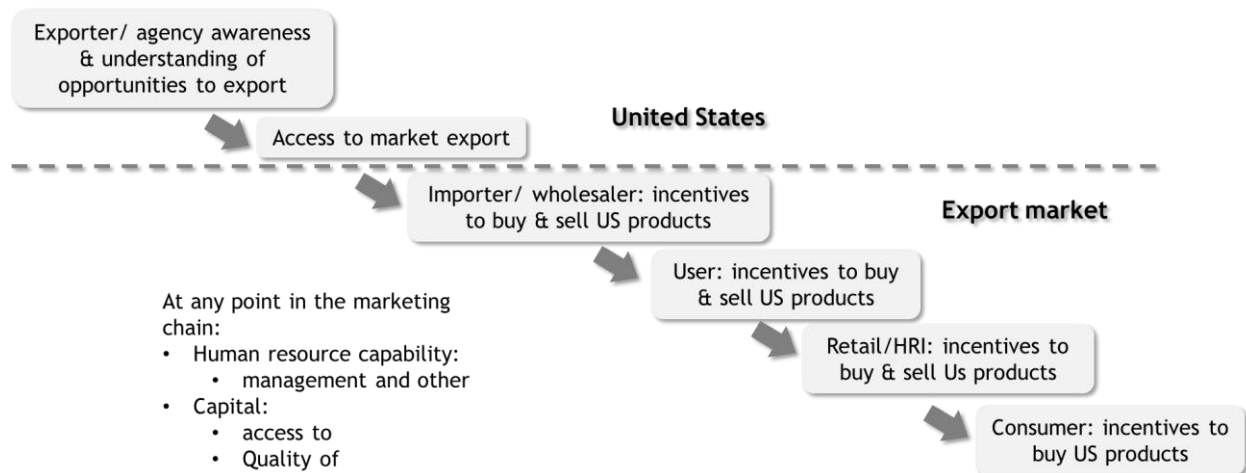 Exporter/ agency awareness
& understanding of
opportunities to export
United States
Access to market export
Importer/ wholesaler: incentives
to buy & sell US products
Export market
User: incentives to buy
& sell US products
At any point in the marketing
chain:
• Human resource capability:
• management and other
• Capital:
• access to
• Quality of
Retail/HRI: incentives to
buy & sell Us products
Consumer: incentives to
buy US products